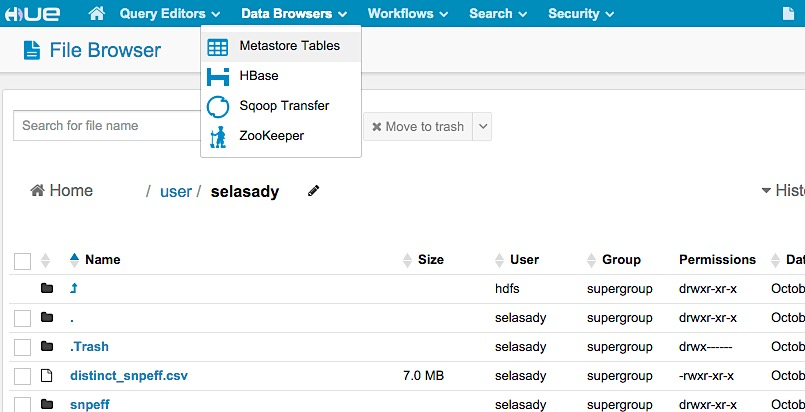 HUE Query Editors Data Browsers Workflows Search Security
File Browser
Metastore Tables
HBase
Sqoop Transfer
ZooKeeper
Search for file name
Move to trash
Home / user / selasady
Name Size User Group Permissions
hdfs supergroup drwxr-xr-x Octob
. selasady supergroup drwxr-xr-x Octob
.Trash selasady supergroup drwx------ Octob
distinct_snpeff.csv 7.0 MB selasady supergroup -rwxr-xr-x Octob
snpeff selasady supergroup drwxr-xr-x Octob